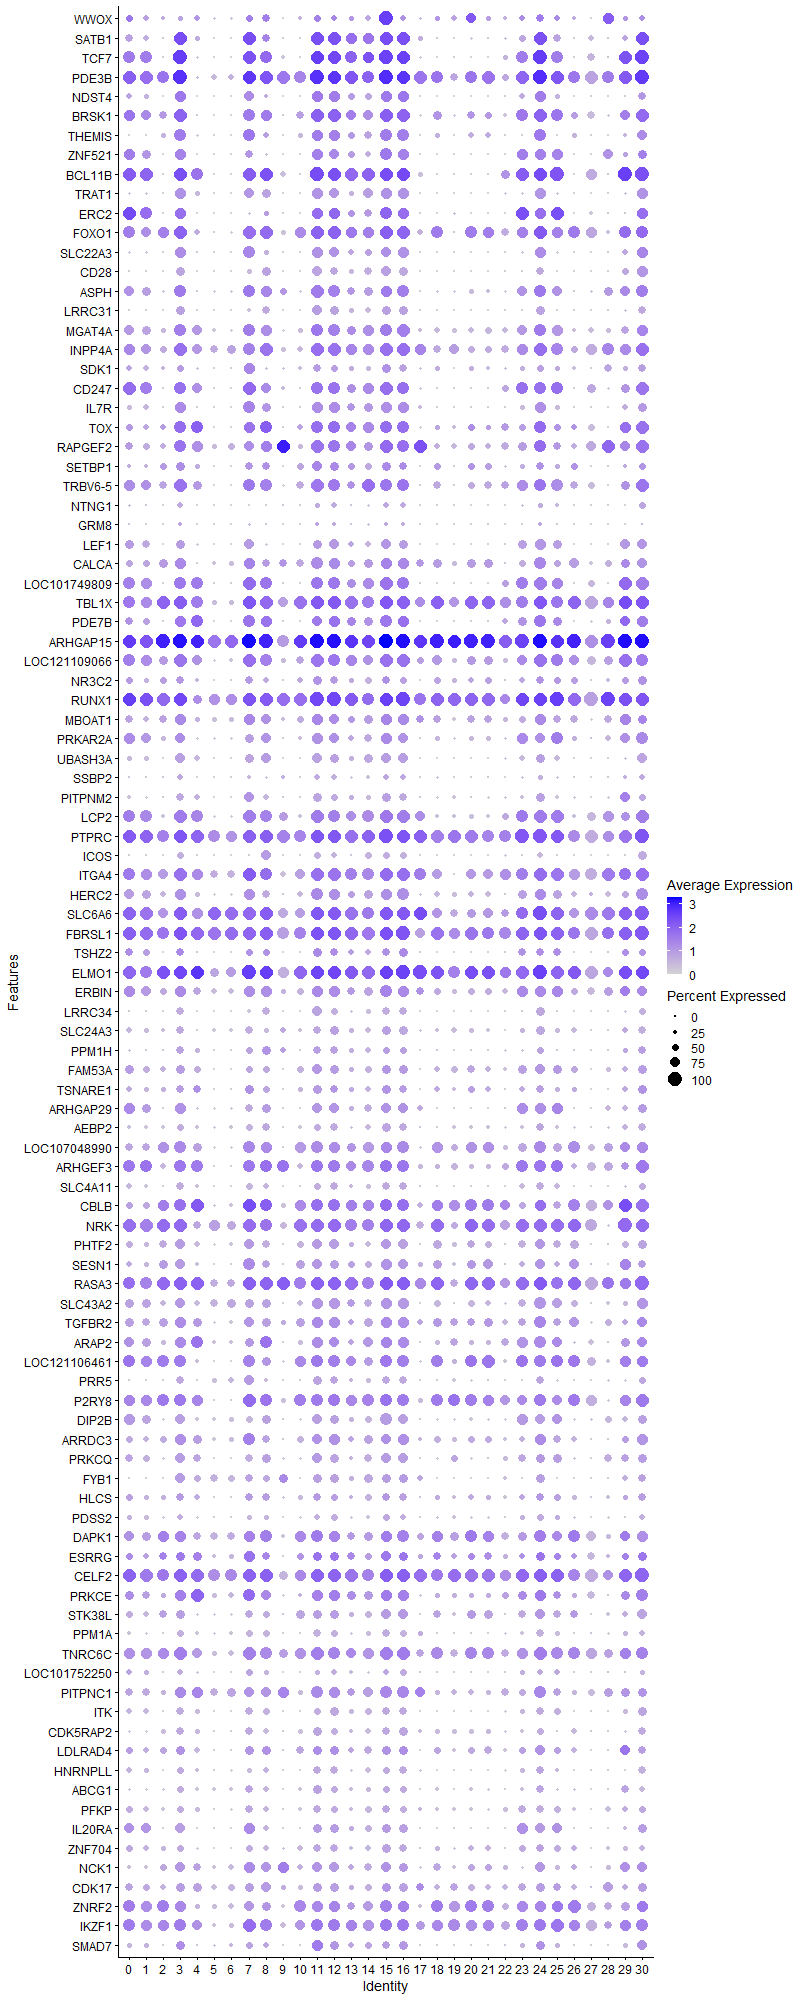 WWOX
SATB1
TCF7
PDE3B
NDST4
BRSK1
THEMIS
ZNF521
BCL11B
TRAT1
ERC2
FOXO1
SLC22A3
CD28
ASPH
LRRC31
MGAT4A
INPP4A
SDK1
CD247
IL7R
TOX
RAPGEF2
SETBP1
TRBV6-5
NTNG1
GRM8
LEF1
CALCA
LOC101749809
TBL1X
PDE7B
ARHGAP15
LOC121109066
NR3C2
RUNX1
MBOAT1
PRKAR2A
UBASH3A
SSBP2
PITPNM2
LCP2
PTPRC
ICOS
ITGA4
HERC2
SLC6A6
FBRSL1
TSHZ2
ELMO1
ERBIN
LRRC34
SLC24A3
PPM1H
FAM53A
TSNARE1
ARHGAP29
AEBP2
LOC107048990
ARHGEF3
SLC4A11
CBLB
NRK
PHTF2
SESN1
RASA3
SLC43A2
TGFBR2
ARAP2
LOC121106461
PRR5
P2RY8
DIP2B
ARRDC3
PRKCQ
FYB1
HLCS
PDSS2
DAPK1
ESRRG
CELF2
PRKCE
STK38L
PPM1A
TNRC6C
LOC101752250
PITPNC1
ITK
CDK5RAP2
LDLRAD4
HNRNPLL
ABCG1
PFKP
IL20RA
ZNF704
NCK1
CDK17
ZNRF2
IKZF1
SMAD7
Features
0 1 2 3 4 5 6 7 8 9 10 11 12 13 14 15 16 17 18 19 20 21 22 23 24 25 26 27 28 29 30
Identity
Average Expression
3
2
1
0
Percent Expressed
0
25
50
75
100